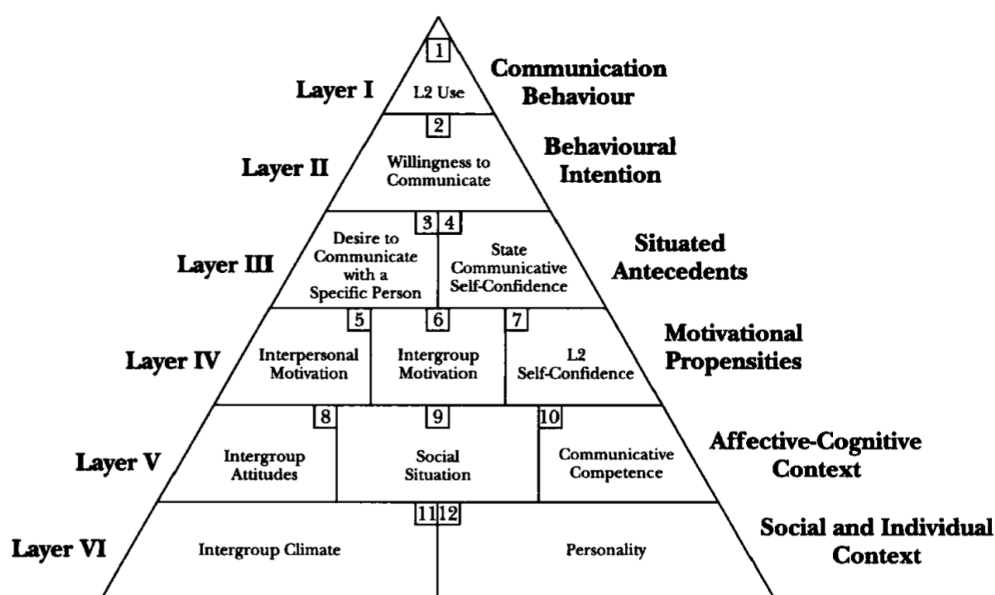 1
Layer I
L2 Use
Communication
Behaviour
2
Layer II
Willingness to
Communicate
Behavioural
Intention
3 4
Layer III
Desire to
Communicate
with a
Specific Person
State
Communicative
Self-Confidence
Situated
Antecedents
5 6 7
Layer IV
Interpersonal
Motivation
Intergroup
Motivation
L2
Self-Confidence
Motivational
Propensities
8 9 10
Layer V
Intergroup
Attitudes
Social
Situation
Communicative
Competence
Affective-Cognitive
Context
11 12
Layer VI
Intergroup Climate
Personality
Social and Individual
Context